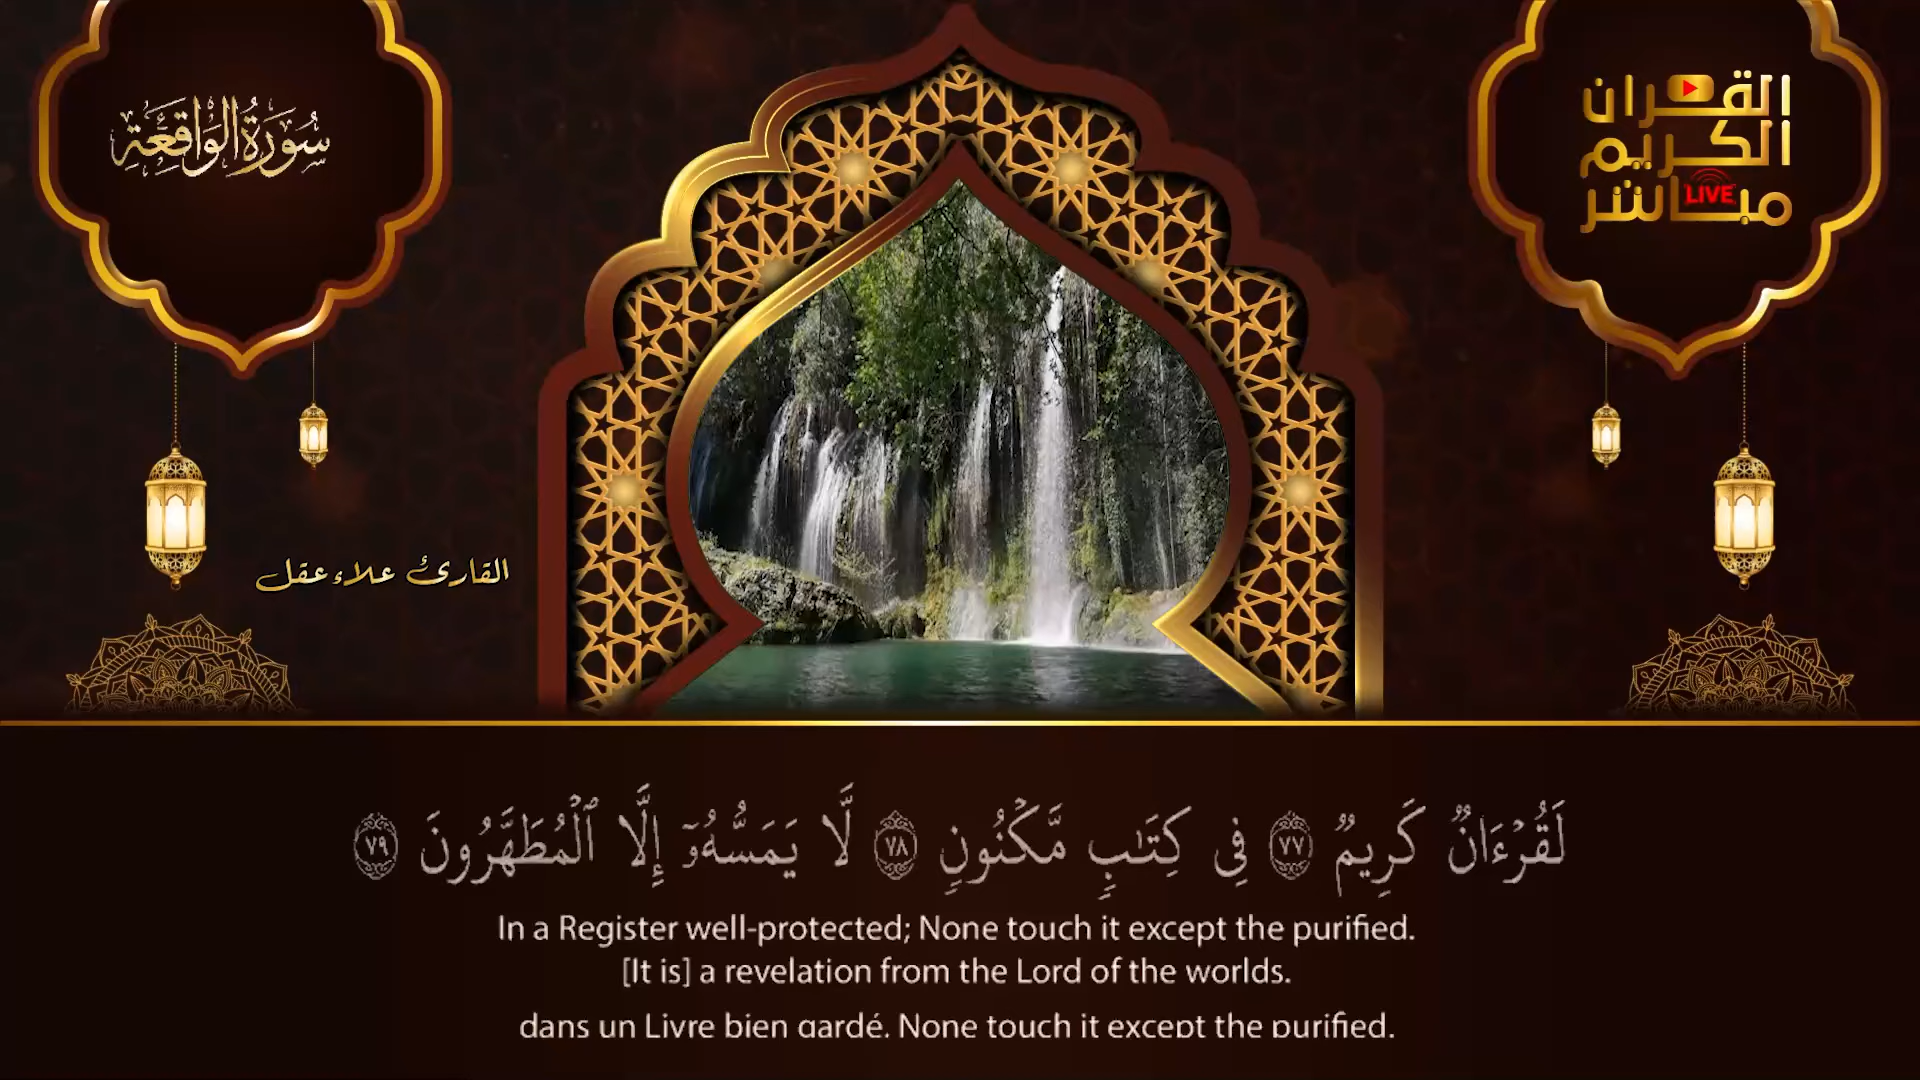 سُورَةُ الوَاقِعَة
القران
الكريم
مباشر
LIVE
القارئ علاء عقل
لَقُرْءَانٌ كَرِيمٌ ٧٧ فِى كِتَٰبٍ مَّكْنُونٍ ٧٨ لَّا يَمَسُّهُۥٓ إِلَّا ٱلْمُطَهَّرُونَ ٧٩
In a Register well-protected; None touch it except the purified.
[It is] a revelation from the Lord of the worlds.
dans un Livre bien gardé. None touch it except the purified.